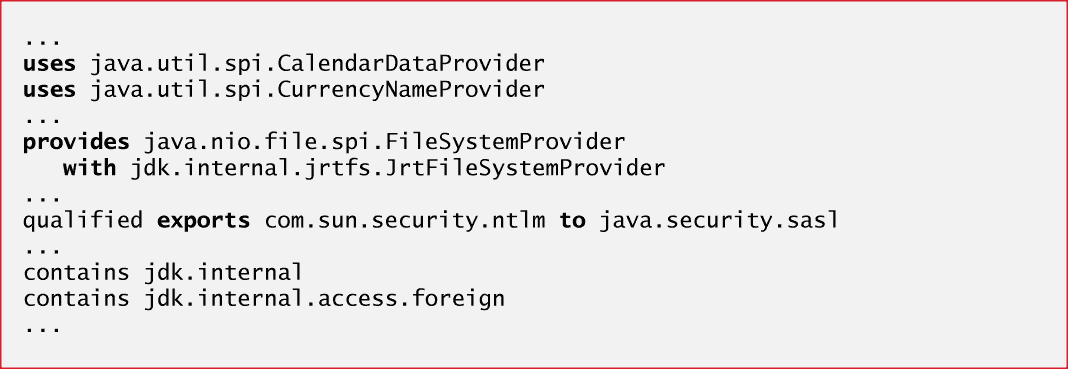 ...
uses java.util.spi.CalendarDataProvider
uses java.util.spi.CurrencyNameProvider
...
provides java.nio.file.spi.FileSystemProvider
   with jdk.internal.jrtfs.JrtFileSystemProvider
...
qualified exports com.sun.security.ntlm to java.security.sasl
...
contains jdk.internal
contains jdk.internal.access.foreign
...